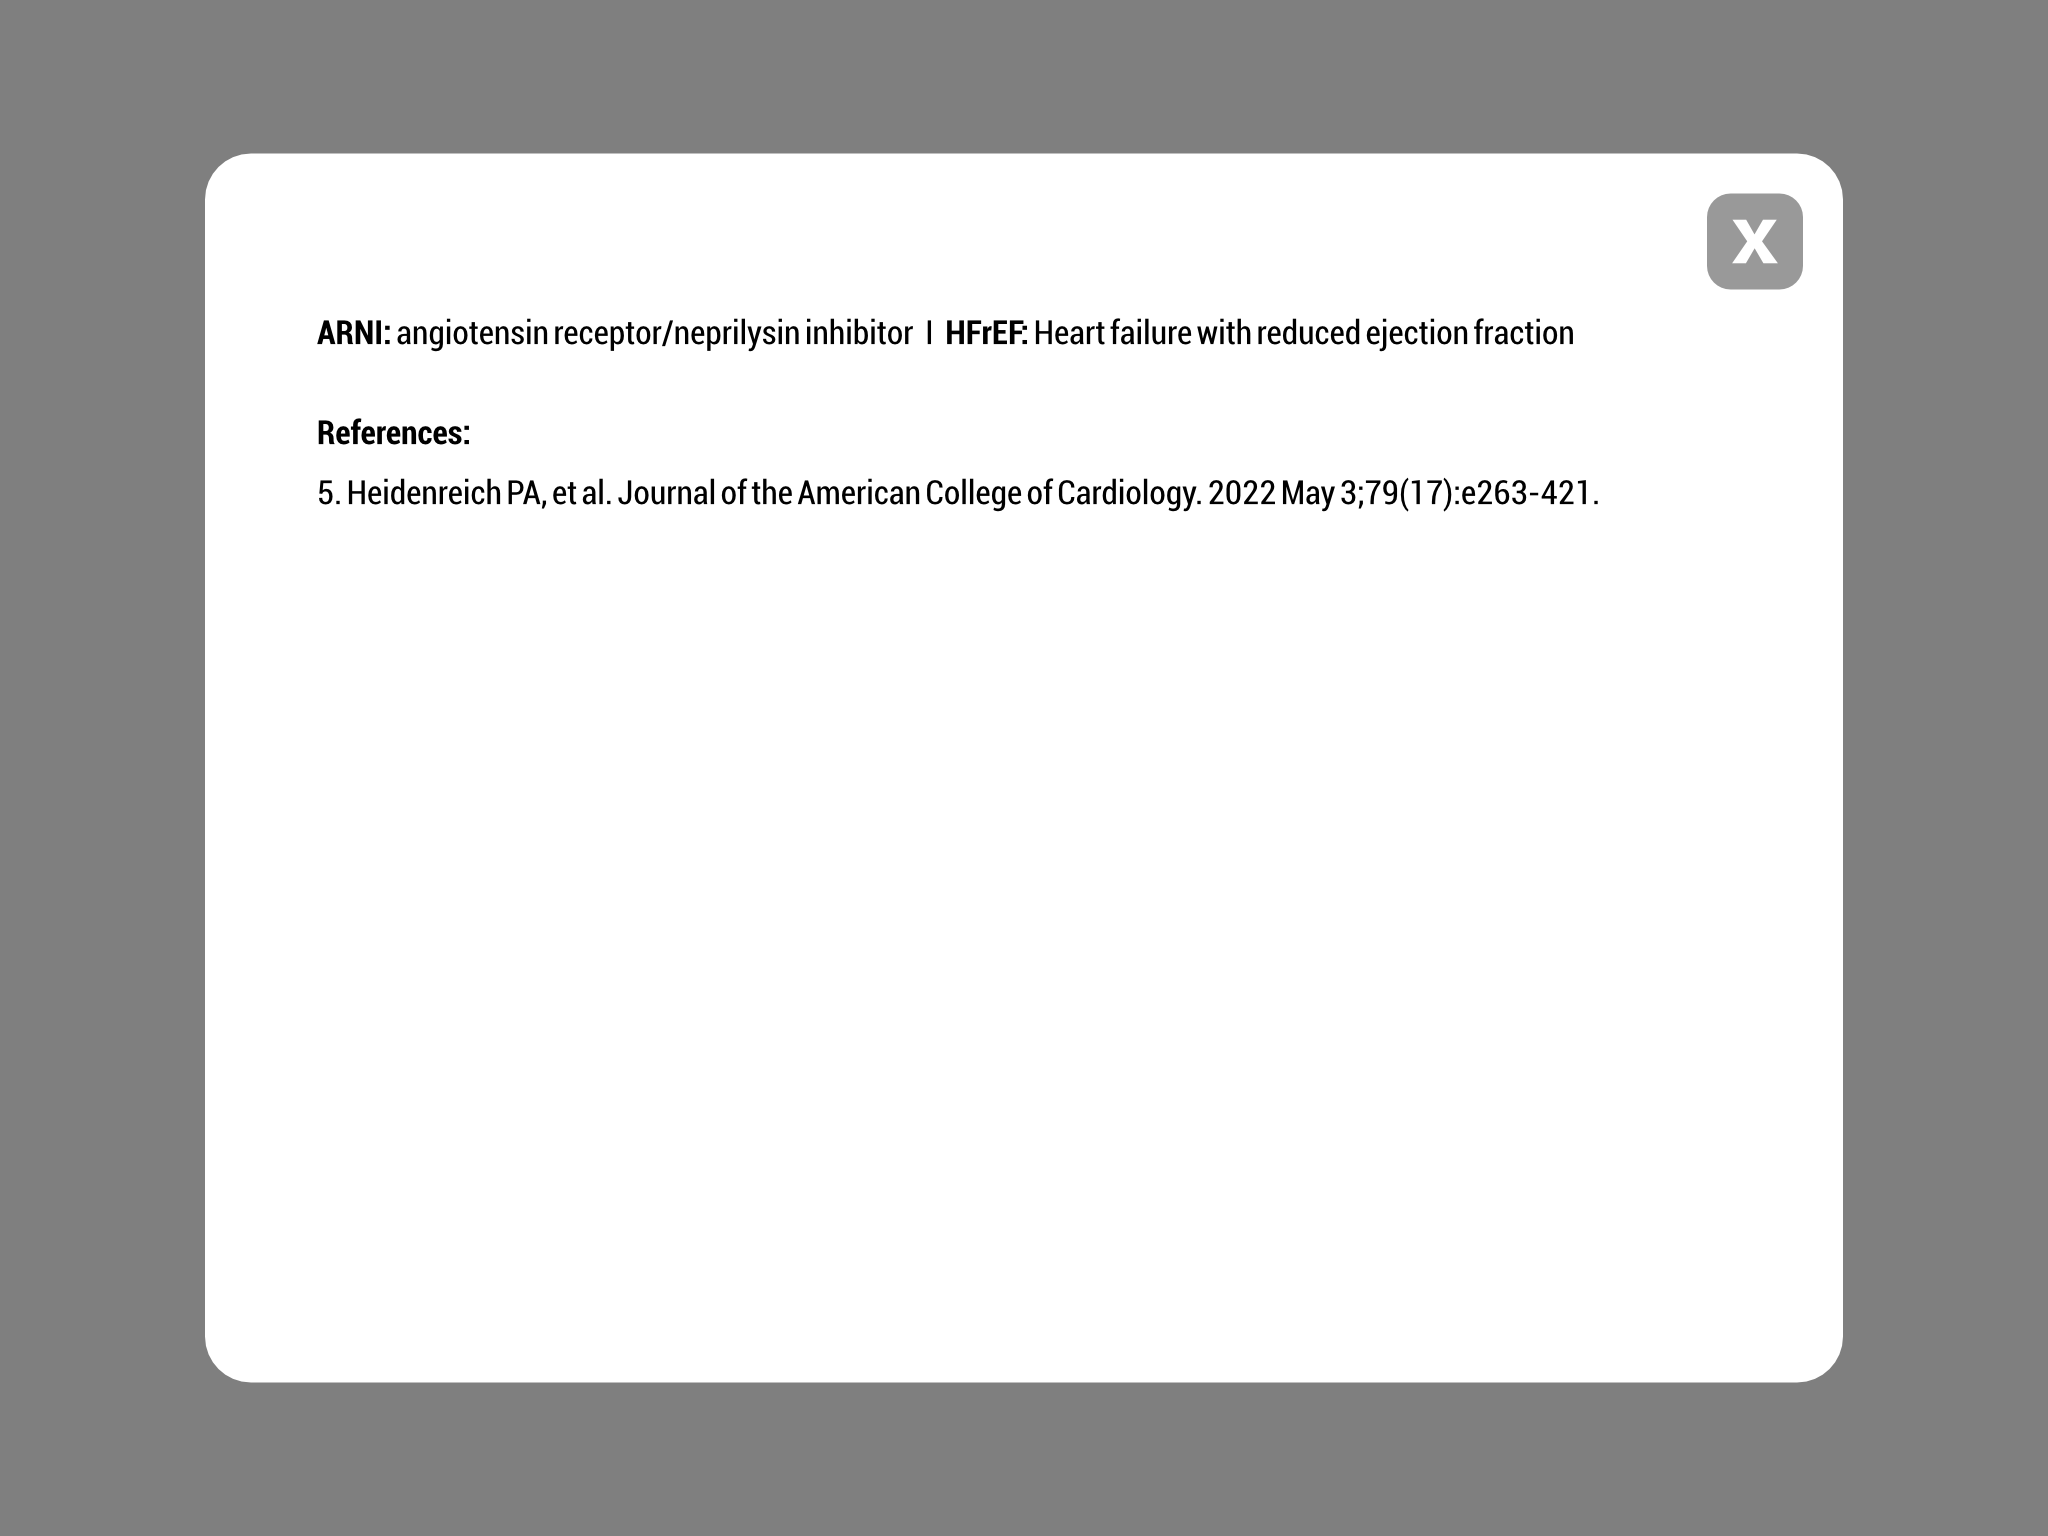 X
ARNI: angiotensin receptor/neprilysin inhibitor I HFrEF: Heart failure with reduced ejection fraction
References:
5. Heidenreich PA, et al. Journal of the American College of Cardiology. 2022 May 3;79(17):e263-421.